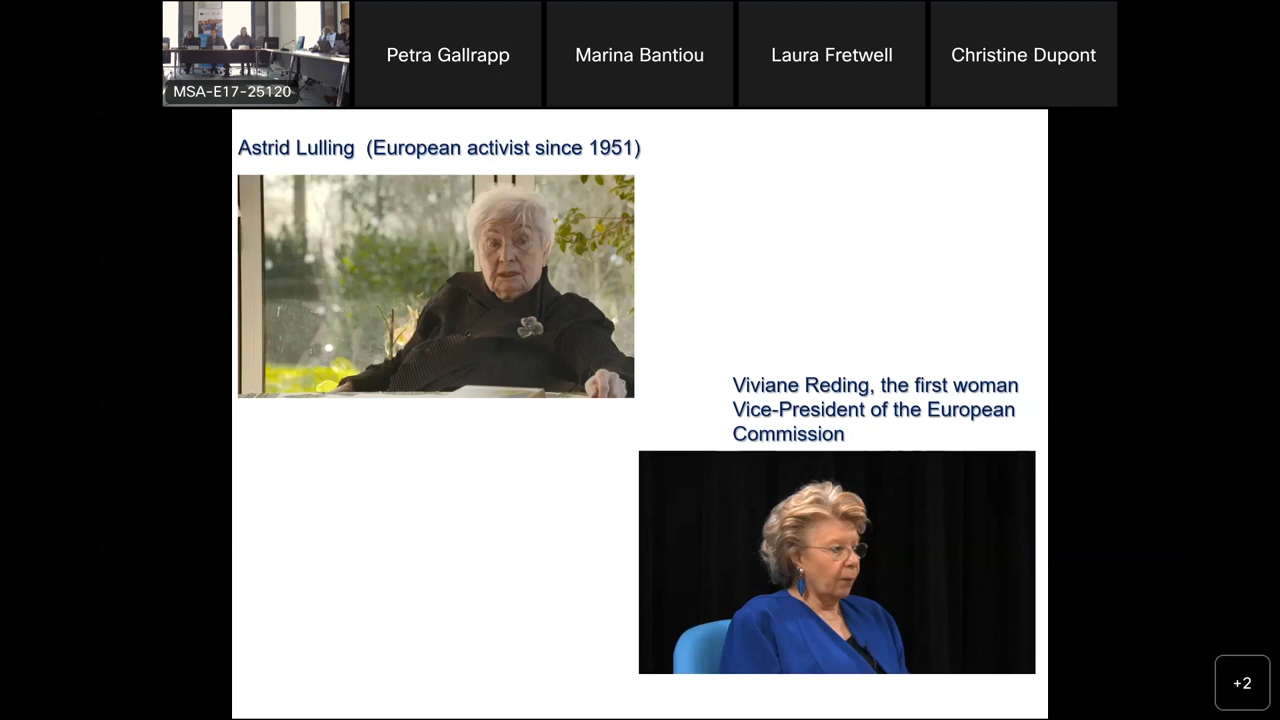 Petra Gallrapp
Marina Bantiou
Laura Fretwell
Christine Dupont
MSA-E17-25120
Astrid Lulling (European activist since 1951)
Viviane Reding, the first woman
Vice-President of the European
Commission
+2